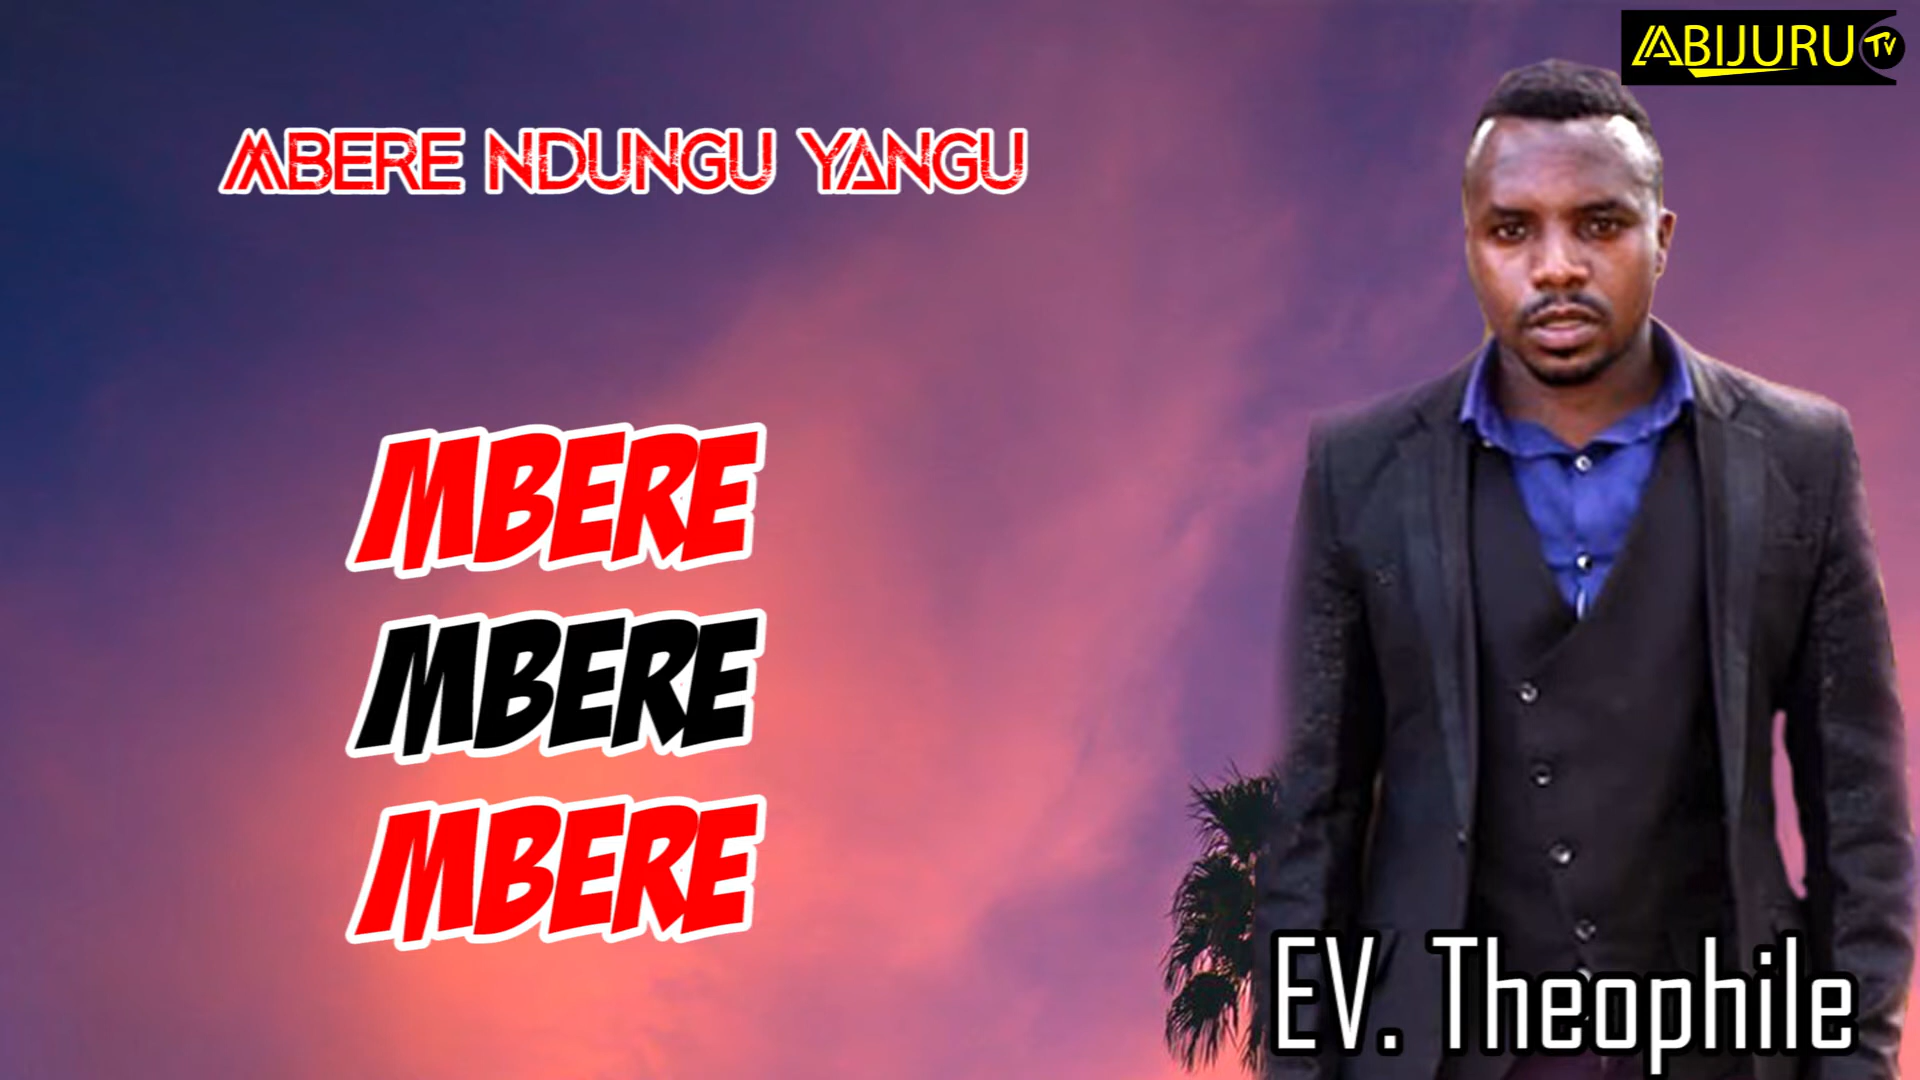 ABIJURU TV
MBERE NDUNGU YANGU
MBERE
MBERE
MBERE
EV. Theophile